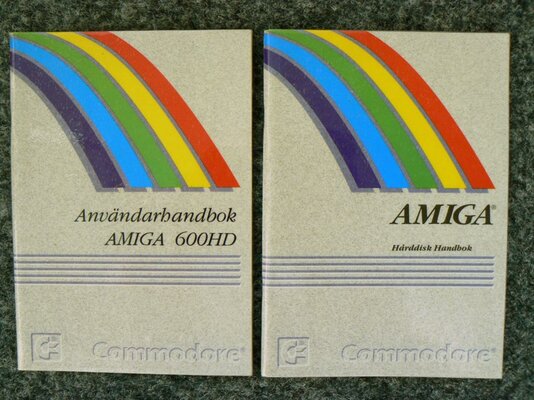 Användarhandbok
AMIGA 600HD
Commodore®
AMIGA®
Hårddisk Handbok
Commodore®